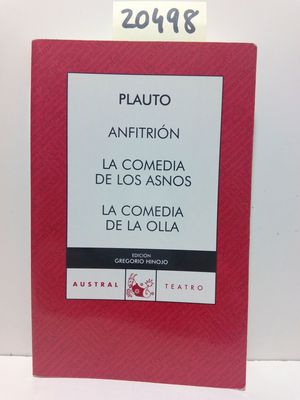 20498
PLAUTO
ANFITRIÓN
LA COMEDIA
DE LOS ASNOS
LA COMEDIA
DE LA OLLA
EDICIÓN
GREGORIO HINOJO
AUSTRAL TEATRO